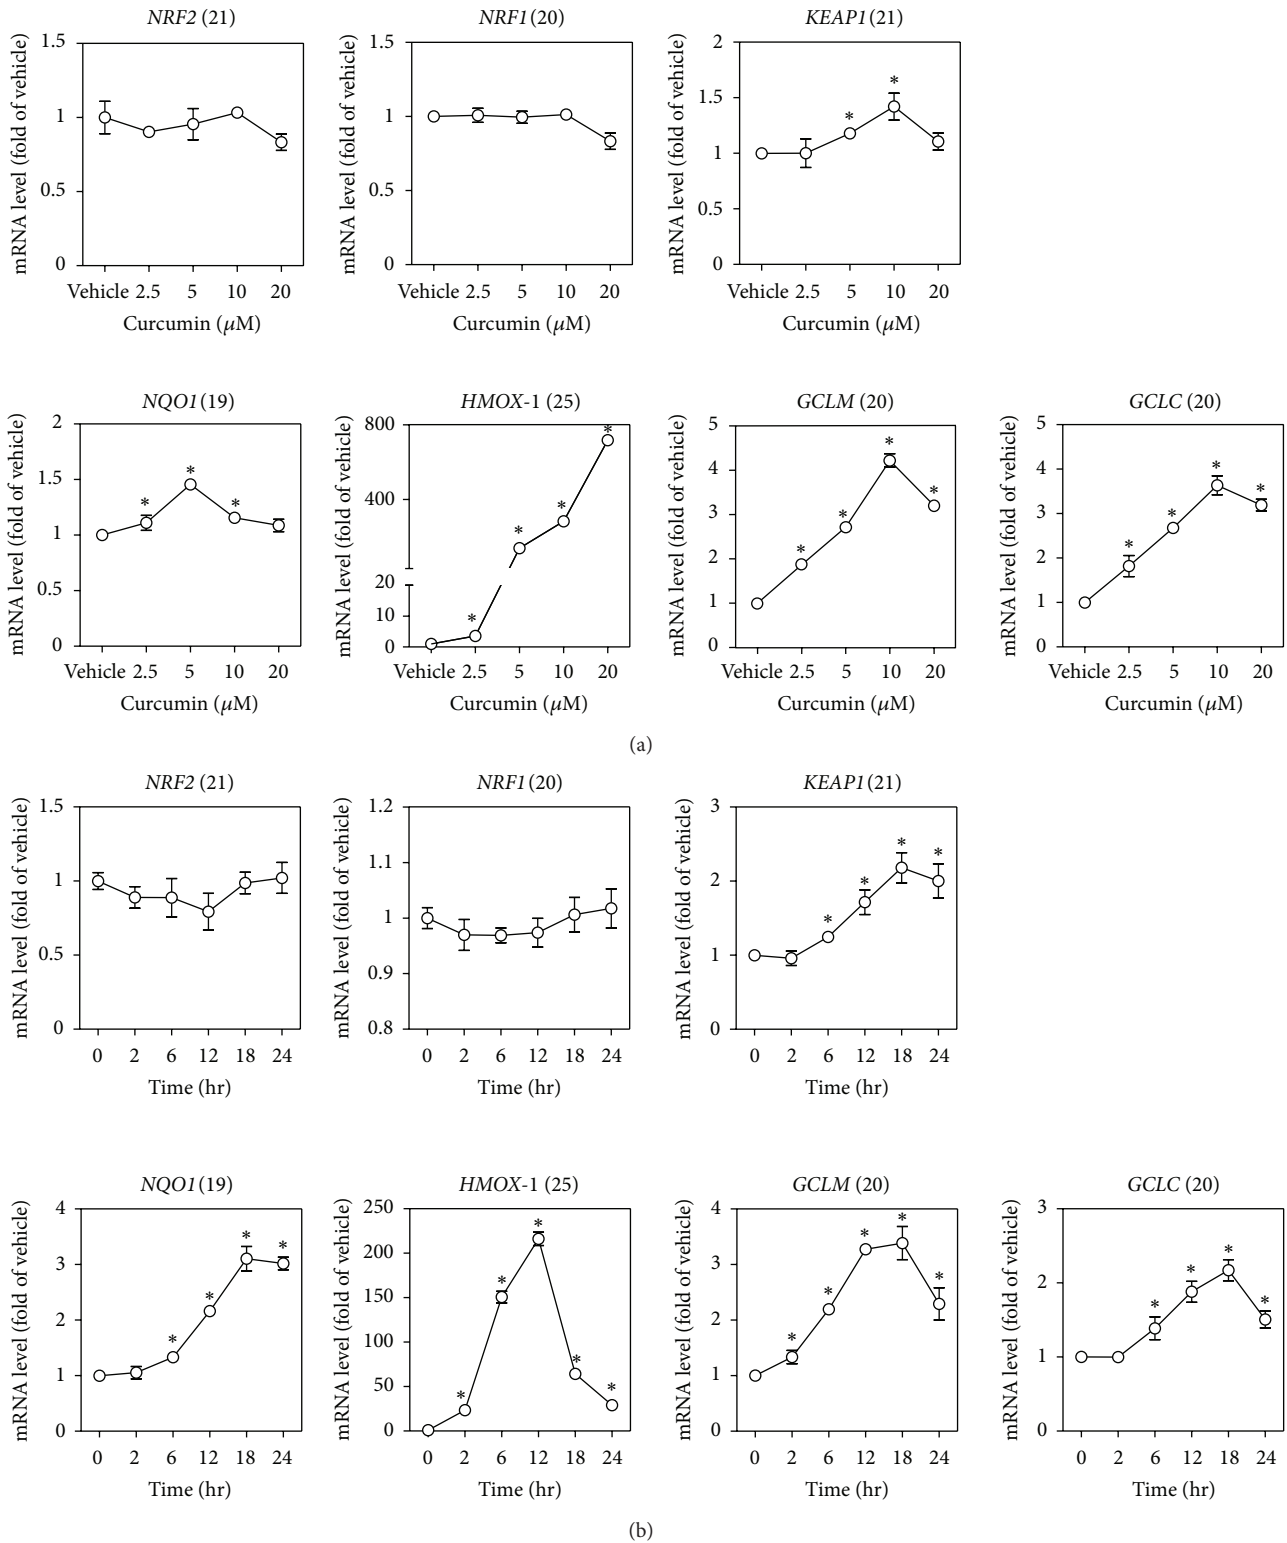 NRF2 (21)
mRNA level (fold of vehicle)
1.5
1
0.5
0
Vehicle 2.5 5 10 20
Curcumin (μM)
NRF1 (20)
mRNA level (fold of vehicle)
1.5
1
0.5
0
Vehicle 2.5 5 10 20
Curcumin (μM)
KEAP1 (21)
mRNA level (fold of vehicle)
2
1.5
1
0.5
0
* *
Vehicle 2.5 5 10 20
Curcumin (μM)
NQO1 (19)
mRNA level (fold of vehicle)
2
1.5
1
0.5
0
* * *
Vehicle 2.5 5 10 20
Curcumin (μM)
HMOX-1 (25)
mRNA level (fold of vehicle)
800
400
20
10
0
* * * *
Vehicle 2.5 5 10 20
Curcumin (μM)
GCLM (20)
mRNA level (fold of vehicle)
5
4
3
2
1
0
* * * *
Vehicle 2.5 5 10 20
Curcumin (μM)
GCLC (20)
mRNA level (fold of vehicle)
5
4
3
2
1
0
* * * *
Vehicle 2.5 5 10 20
Curcumin (μM)
(a)
NRF2 (21)
mRNA level (fold of vehicle)
1.5
1
0.5
0
0 2 6 12 18 24
Time (hr)
NRF1 (20)
mRNA level (fold of vehicle)
1.2
1.1
1
0.9
0.8
0 2 6 12 18 24
Time (hr)
KEAP1 (21)
mRNA level (fold of vehicle)
3
2
1
0
* * * *
0 2 6 12 18 24
Time (hr)
NQO1 (19)
mRNA level (fold of vehicle)
4
3
2
1
0
* * * *
0 2 6 12 18 24
Time (hr)
HMOX-1 (25)
mRNA level (fold of vehicle)
250
200
150
100
50
0
* * * * *
0 2 6 12 18 24
Time (hr)
GCLM (20)
mRNA level (fold of vehicle)
4
3
2
1
0
* * * * *
0 2 6 12 18 24
Time (hr)
GCLC (20)
mRNA level (fold of vehicle)
3
2
1
0
* * * *
0 2 6 12 18 24
Time (hr)
(b)